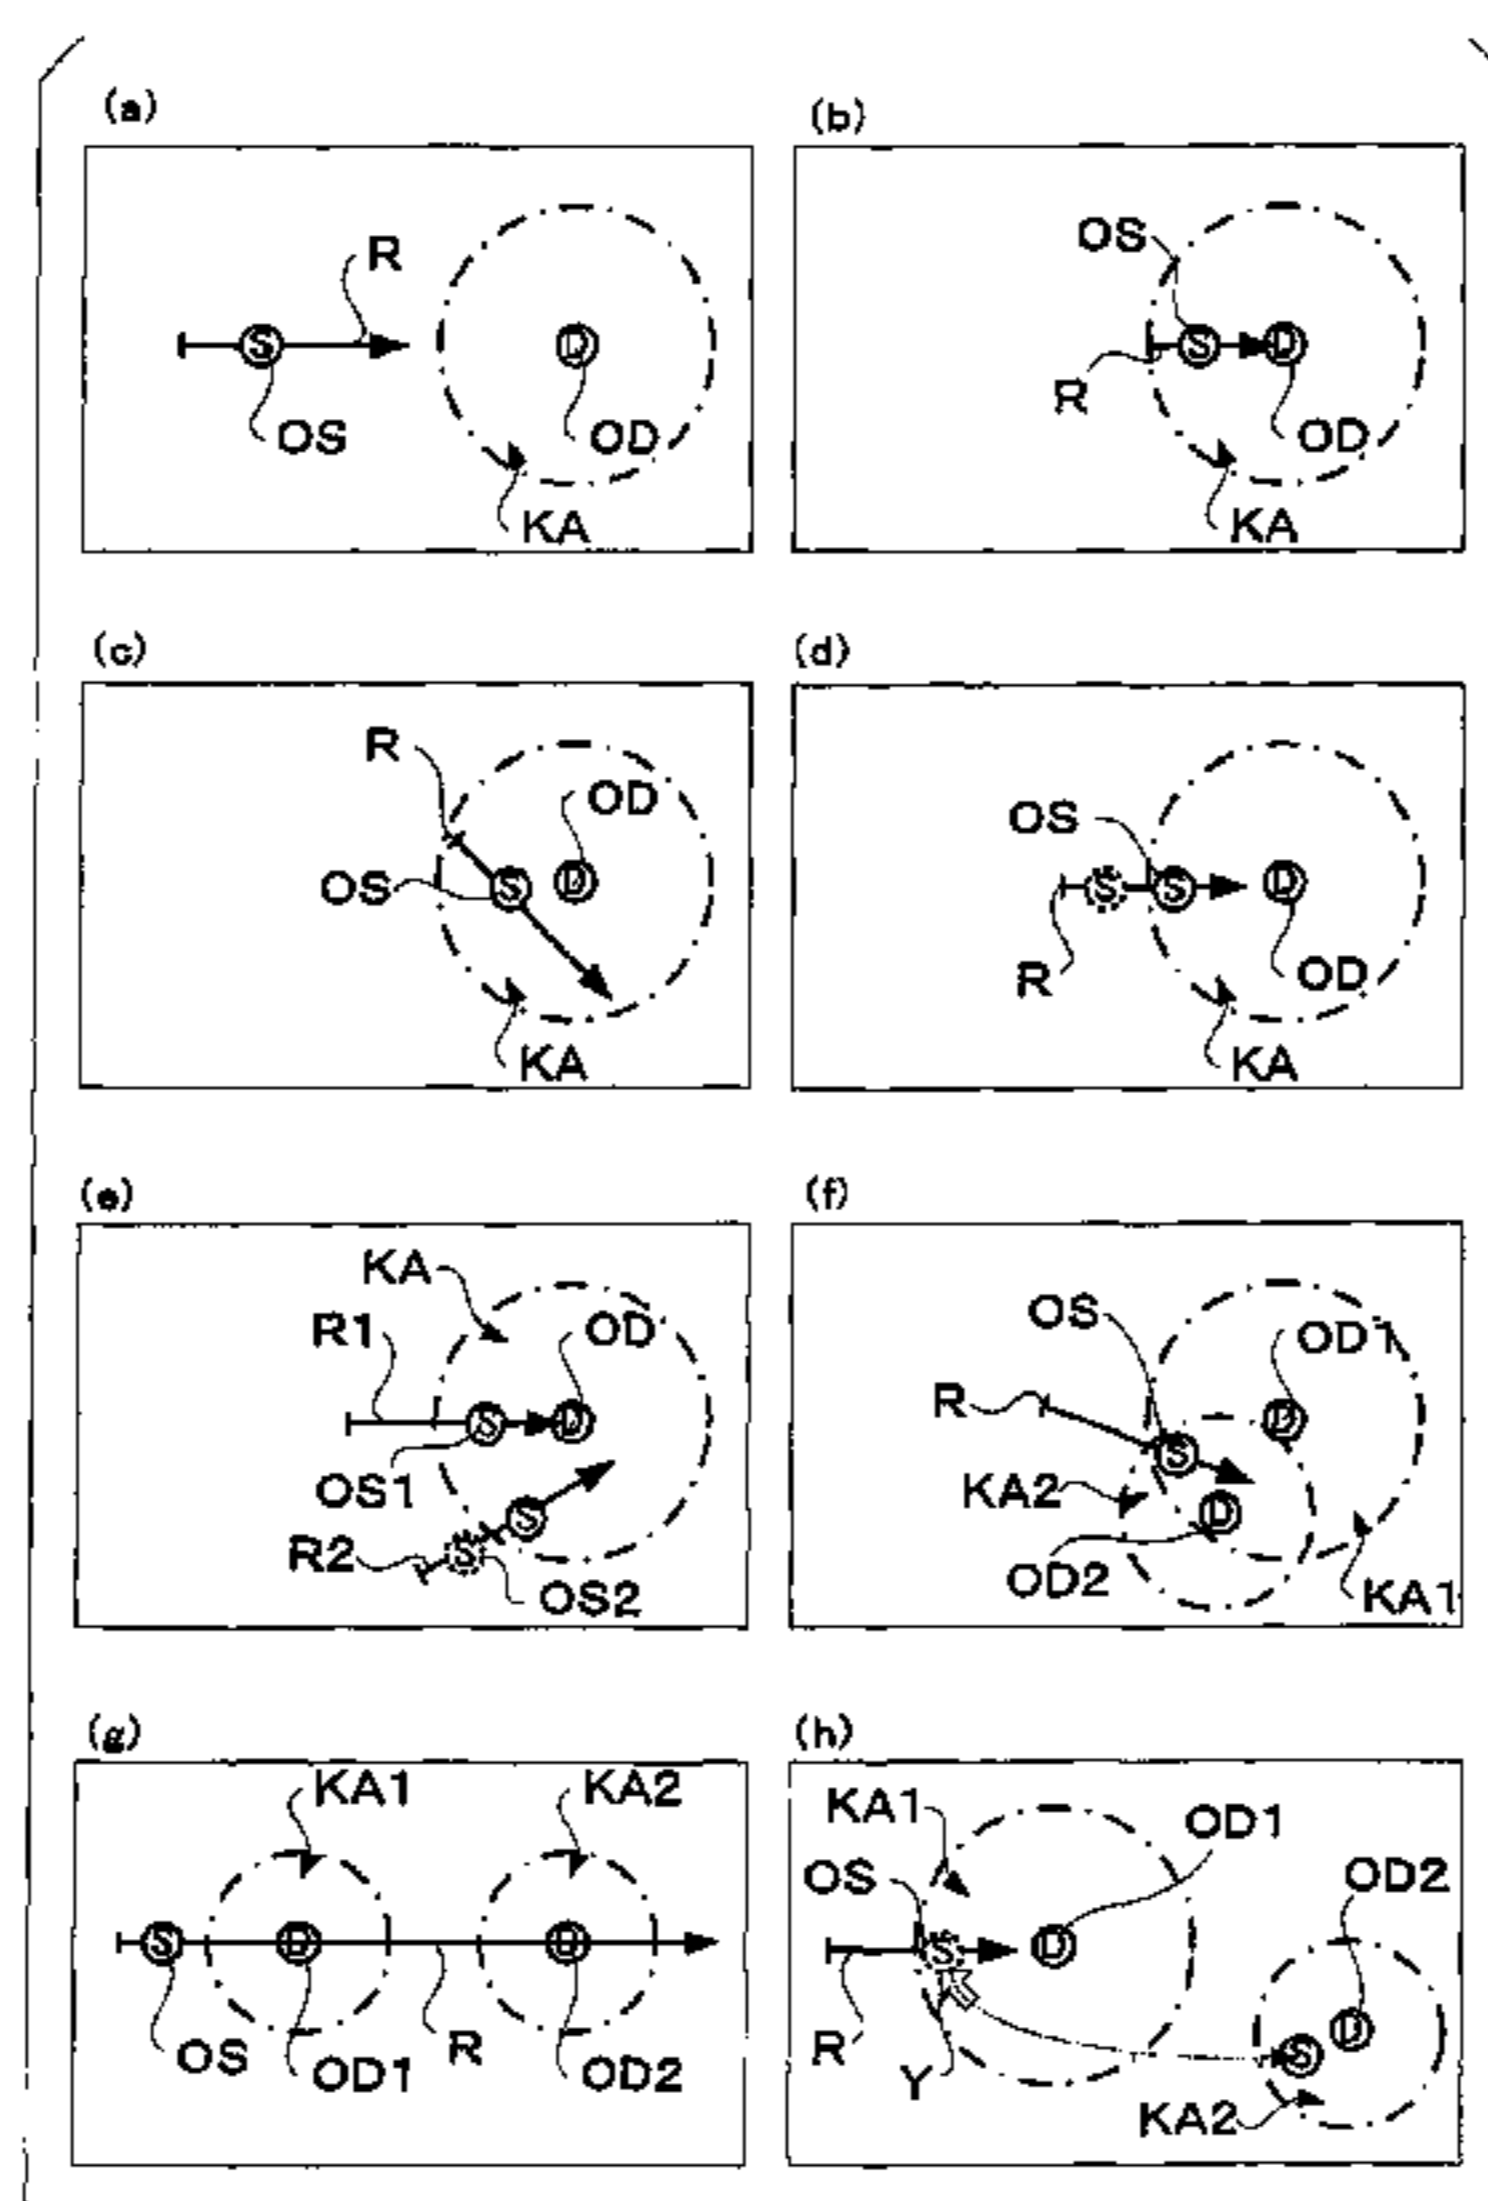 (a)
R
S
D
OS
OD
KA
(b)
OS
S
D
R
OD
KA
(c)
R
OD
OS
S
D
KA
(d)
OS
S
S
D
R
OD
KA
(e)
KA
R1
OD
S
D
OS1
S
R2
S
OS2
(f)
OS
OD1
R
D
S
KA2
D
OD2
KA1
(g)
KA1
KA2
S
D
D
OS
OD1
R
OD2
(h)
KA1
OD1
OS
OD2
S
D
D
R
S
Y
KA2